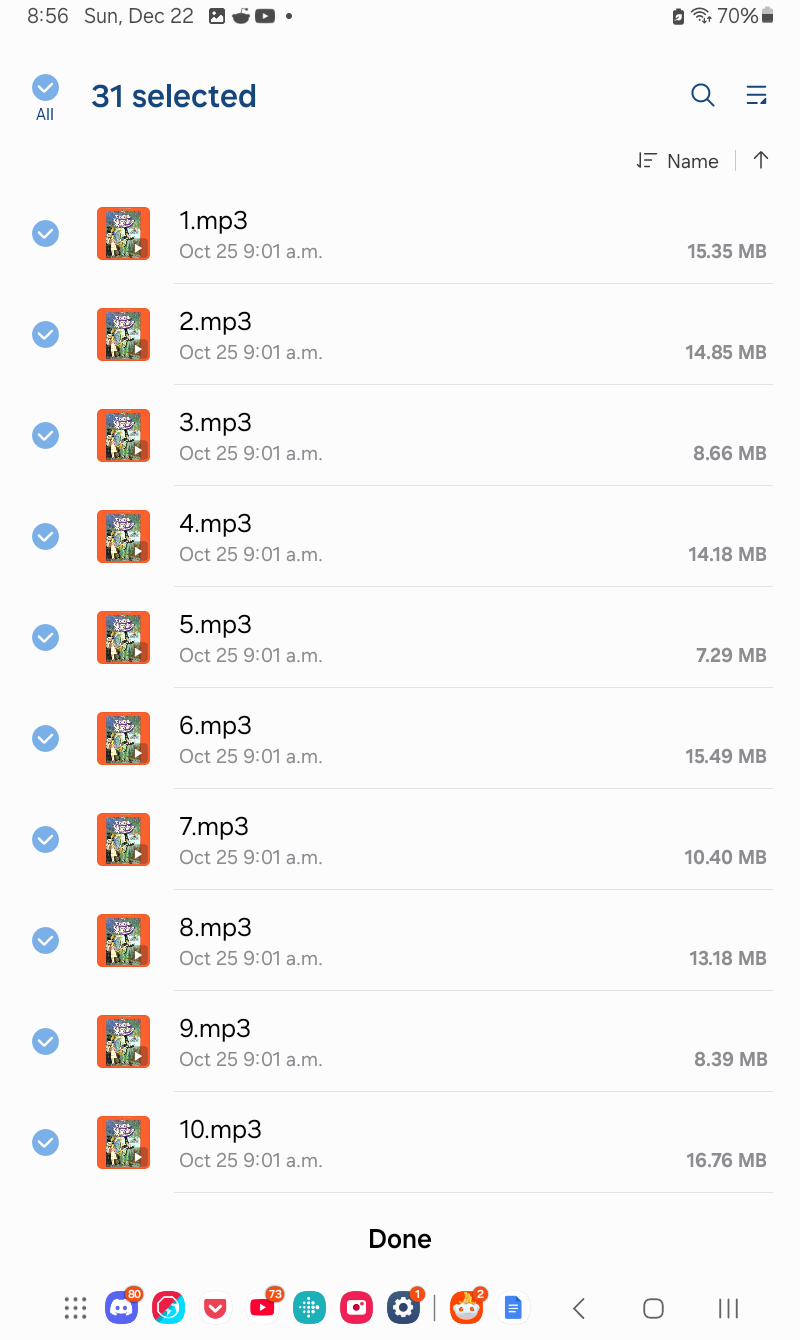 8:56 Sun, Dec 22 70%
31 selected
All
Name
1.mp3
Oct 25 9:01 a.m. 15.35 MB
2.mp3
Oct 25 9:01 a.m. 14.85 MB
3.mp3
Oct 25 9:01 a.m. 8.66 MB
4.mp3
Oct 25 9:01 a.m. 14.18 MB
5.mp3
Oct 25 9:01 a.m. 7.29 MB
6.mp3
Oct 25 9:01 a.m. 15.49 MB
7.mp3
Oct 25 9:01 a.m. 10.40 MB
8.mp3
Oct 25 9:01 a.m. 13.18 MB
9.mp3
Oct 25 9:01 a.m. 8.39 MB
10.mp3
Oct 25 9:01 a.m. 16.76 MB
Done
80 73 1 2